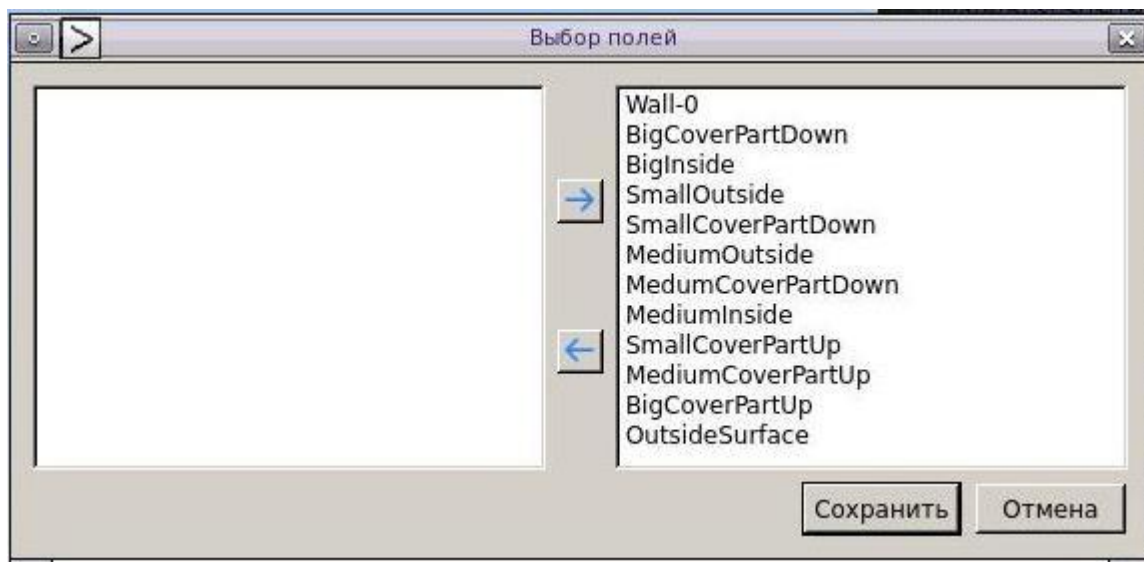 Выбор полей
Wall-0
BigCoverPartDown
BigInside
SmallOutside
SmallCoverPartDown
MediumOutside
MedumCoverPartDown
MediumInside
SmallCoverPartUp
MediumCoverPartUp
BigCoverPartUp
OutsideSurface
Сохранить
Отмена